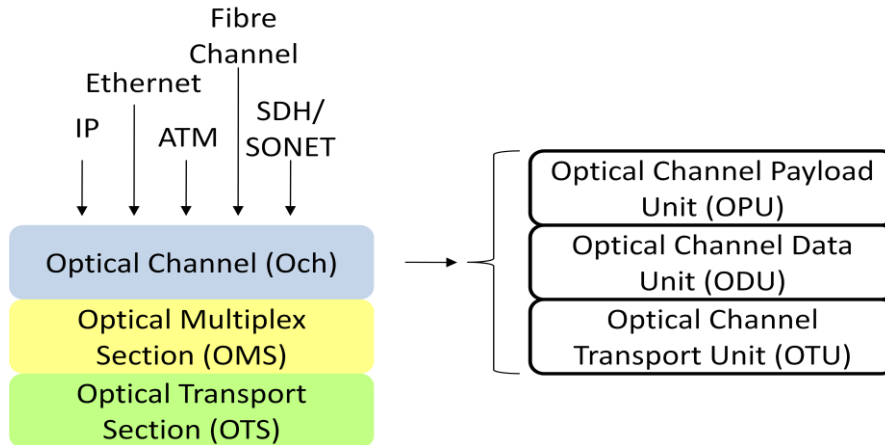 Fibre
Channel
Ethernet
IP
ATM
SDH/
SONET
Optical Channel (Och)
Optical Multiplex
Section (OMS)
Optical Transport
Section (OTS)
Optical Channel Payload
Unit (OPU)
Optical Channel Data
Unit (ODU)
Optical Channel
Transport Unit (OTU)